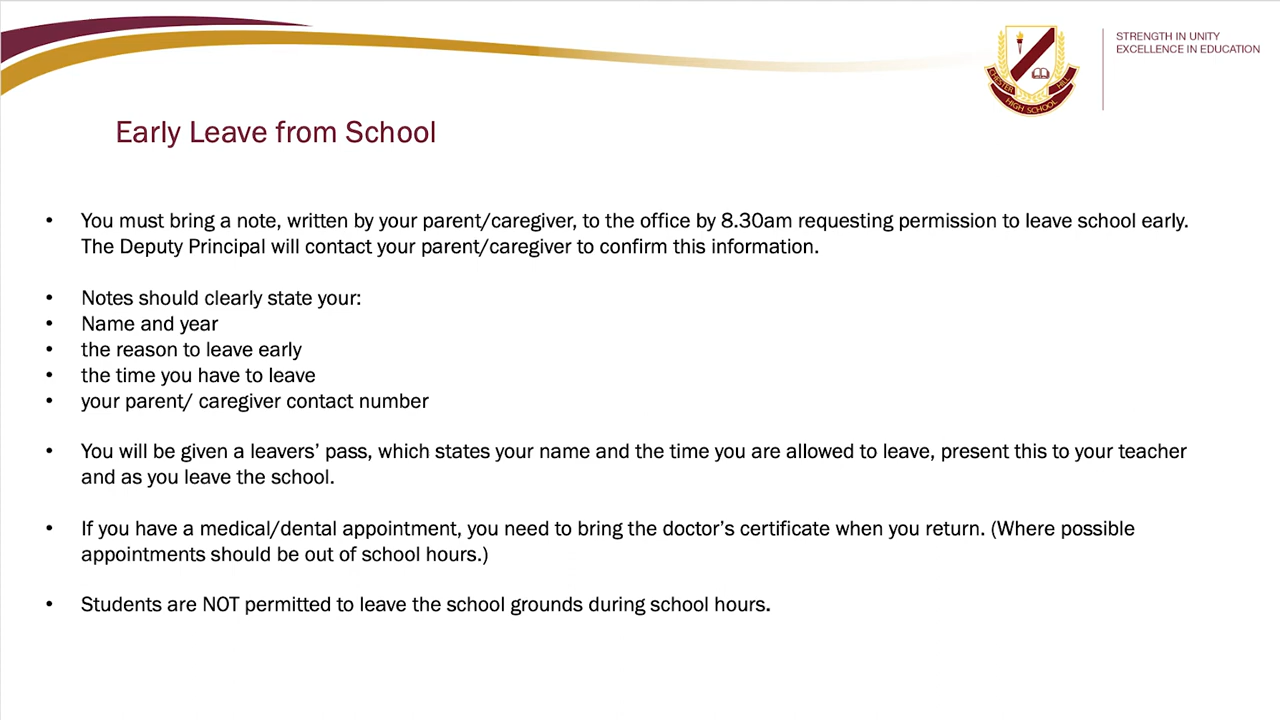 STRENGTH IN UNITY
EXCELLENCE IN EDUCATION
CHESTER HILL
HIGH SCHOOL
Early Leave from School
• You must bring a note, written by your parent/caregiver, to the office by 8.30am requesting permission to leave school early.
The Deputy Principal will contact your parent/caregiver to confirm this information.
• Notes should clearly state your:
• Name and year
• the reason to leave early
• the time you have to leave
• your parent/ caregiver contact number
• You will be given a leavers’ pass, which states your name and the time you are allowed to leave, present this to your teacher
and as you leave the school.
• If you have a medical/dental appointment, you need to bring the doctor’s certificate when you return. (Where possible
appointments should be out of school hours.)
• Students are NOT permitted to leave the school grounds during school hours.